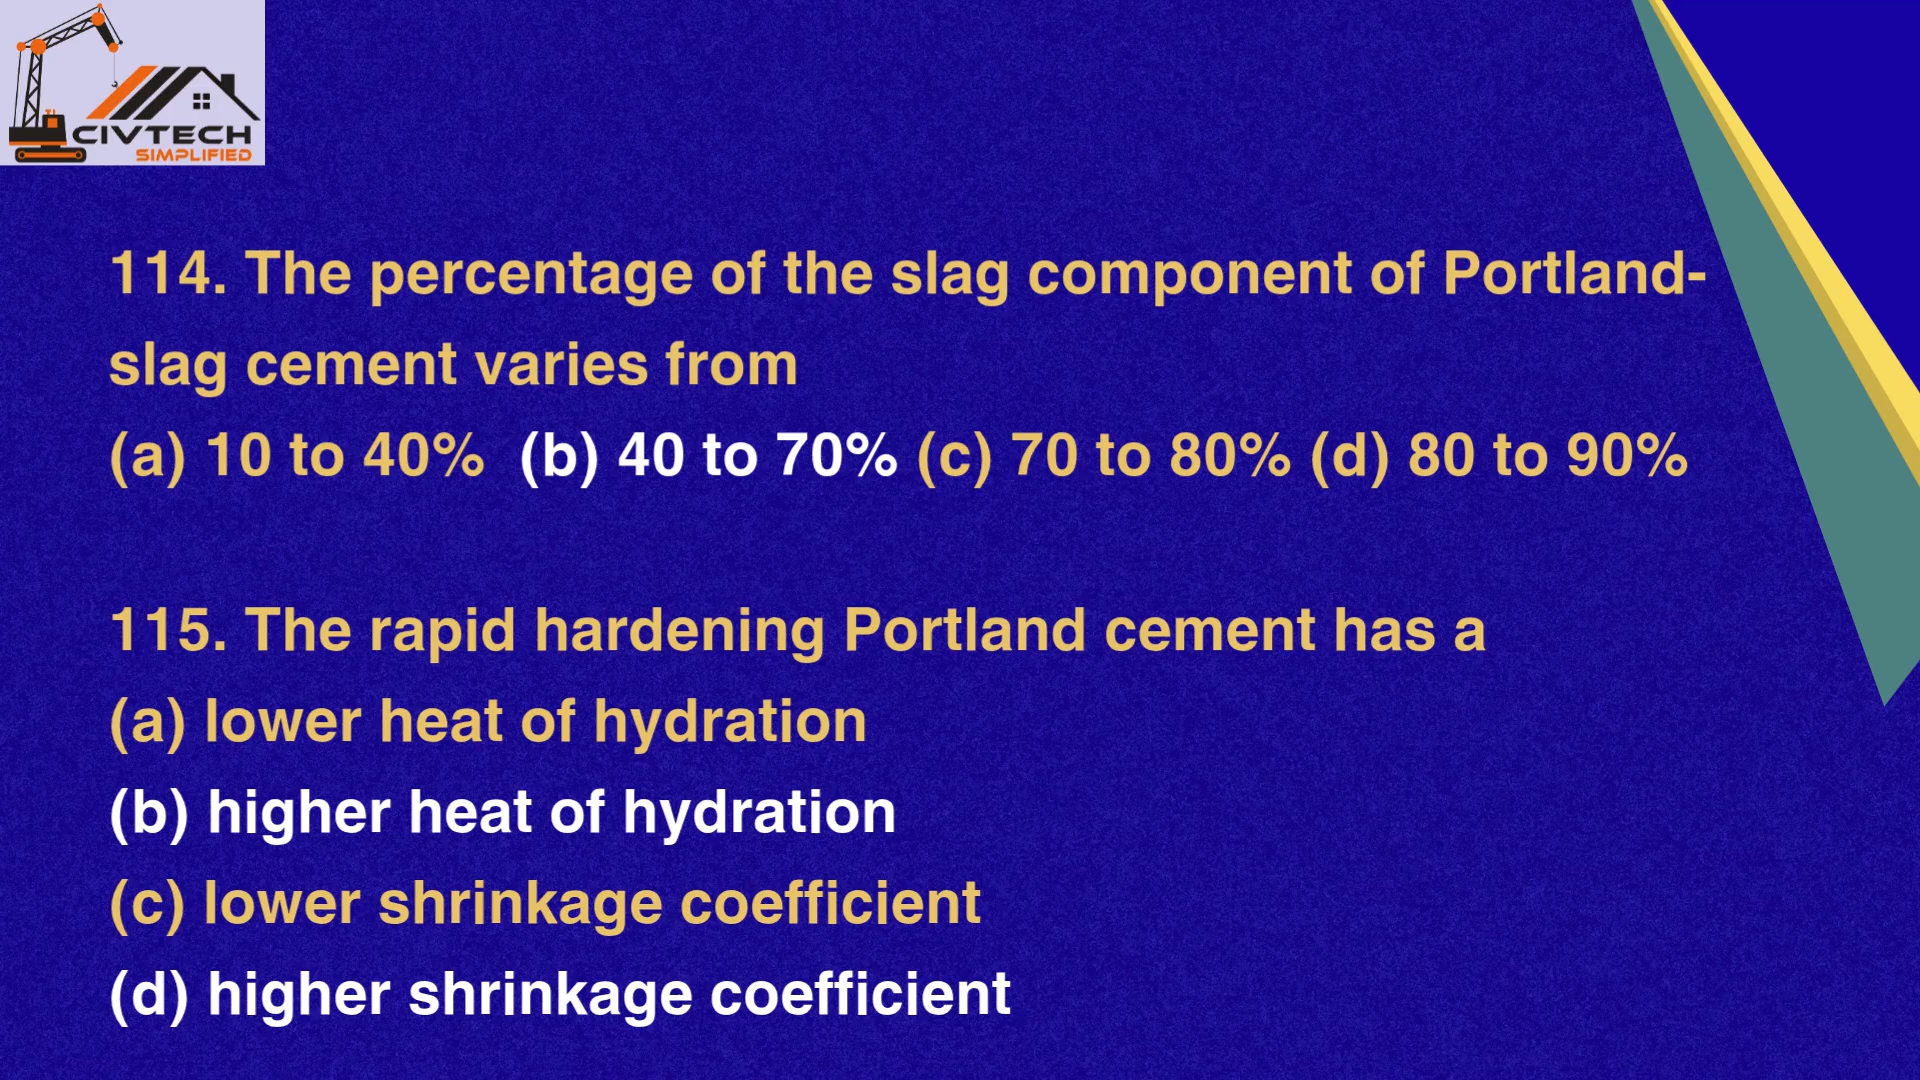 CIVTECH
SIMPLIFIED
114. The percentage of the slag component of Portland-
slag cement varies from
(a) 10 to 40% (b) 40 to 70% (c) 70 to 80% (d) 80 to 90%
115. The rapid hardening Portland cement has a
(a) lower heat of hydration
(b) higher heat of hydration
(c) lower shrinkage coefficient
(d) higher shrinkage coefficient